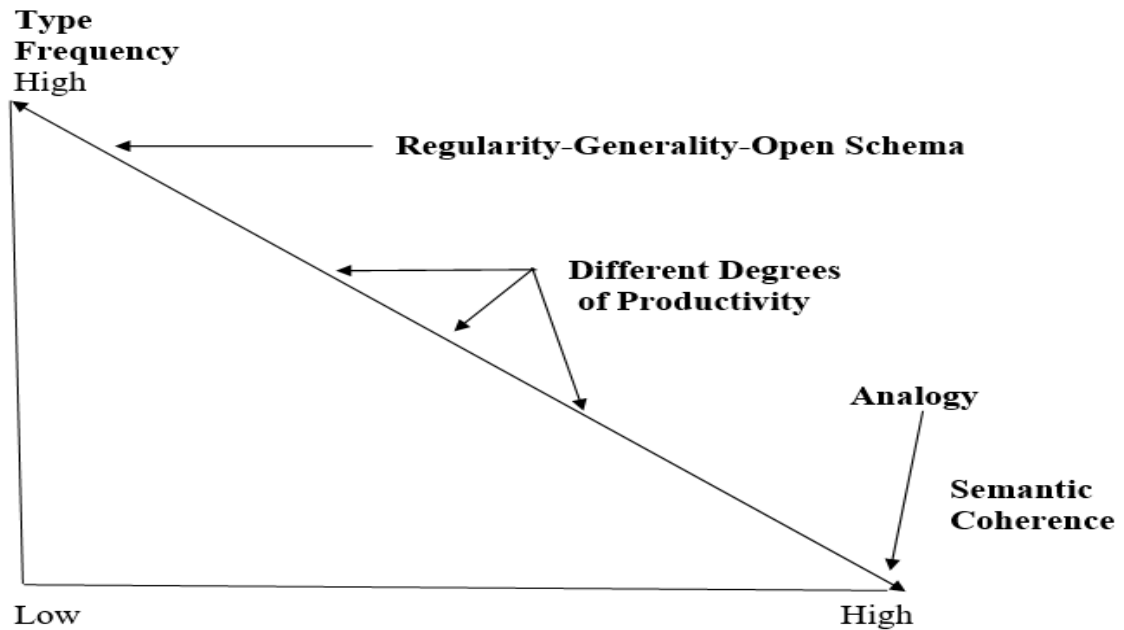 Type
Frequency
High
Regularity-Generality-Open Schema
Different Degrees
of Productivity
Analogy
Semantic
Coherence
Low
High